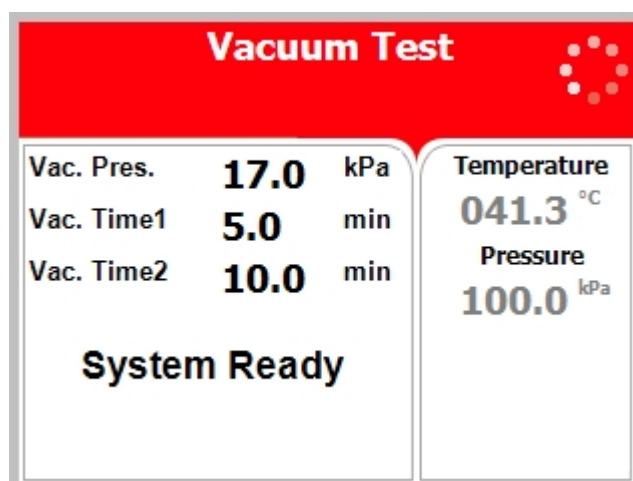 Vacuum Test
Vac. Pres. 17.0 kPa
Vac. Time1 5.0 min
Vac. Time2 10.0 min
System Ready
Temperature
041.3 °C
Pressure
100.0 kPa